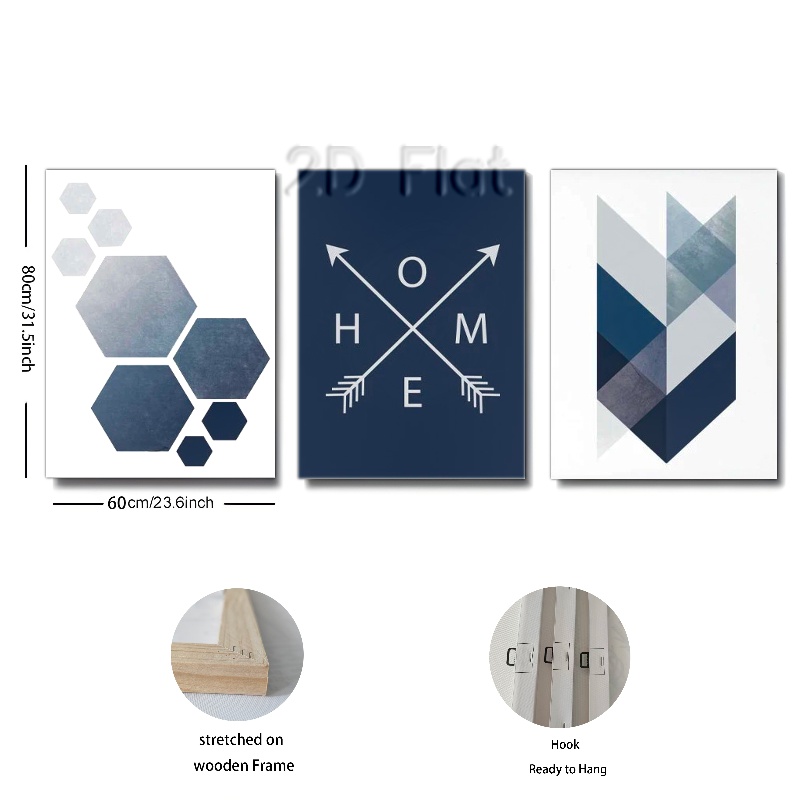 2D Flat
80cm/31.5inch
O
H M
E
60cm/23.6inch
stretched on
wooden Frame
Hook
Ready to Hang